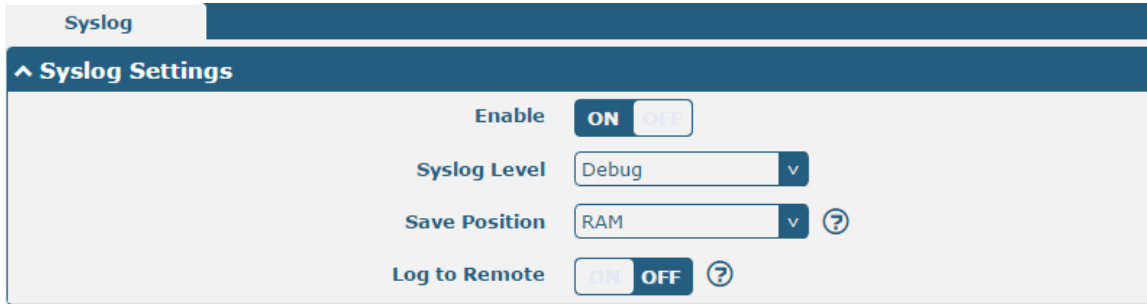 Syslog
^ Syslog Settings
Enable ON OFF
Syslog Level Debug v
Save Position RAM v ?
Log to Remote ON OFF ?